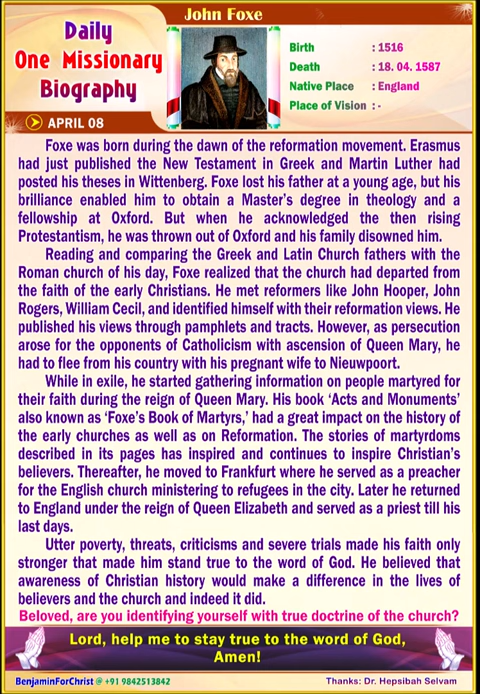 John Foxe
Daily
One Missionary
Biography
Birth : 1516
Death : 18. 04. 1587
Native Place : England
Place of Vision : -
APRIL 08
Foxe was born during the dawn of the reformation movement. Erasmus
had just published the New Testament in Greek and Martin Luther had
posted his theses in Wittenberg. Foxe lost his father at a young age, but his
brilliance enabled him to obtain a Master's degree in theology and a
fellowship at Oxford. But when he acknowledged the then rising
Protestantism, he was thrown out of Oxford and his family disowned him.
Reading and comparing the Greek and Latin Church fathers with the
Roman church of his day, Foxe realized that the church had departed from
the faith of the early Christians. He met reformers like John Hooper, John
Rogers, William Cecil, and identified himself with their reformation views. He
published his views through pamphlets and tracts. However, as persecution
arose for the opponents of Catholicism with ascension of Queen Mary, he
had to flee from his country with his pregnant wife to Nieuwpoort.
While in exile, he started gathering information on people martyred for
their faith during the reign of Queen Mary. His book 'Acts and Monuments'
also known as 'Foxe's Book of Martyrs,' had a great impact on the history of
the early churches as well as on Reformation. The stories of martyrdoms
described in its pages has inspired and continues to inspire Christian's
believers. Thereafter, he moved to Frankfurt where he served as a preacher
for the English church ministering to refugees in the city. Later he returned
to England under the reign of Queen Elizabeth and served as a priest till his
last days.
Utter poverty, threats, criticisms and severe trials made his faith only
stronger that made him stand true to the word of God. He believed that
awareness of Christian history would make a difference in the lives of
believers and the church and indeed it did.
Beloved, are you identifying yourself with true doctrine of the church?
Lord, help me to stay true to the word of God,
Amen!
BenjaminForChrist @ +91 9842513842
Thanks: Dr. Hepsibah Selvam